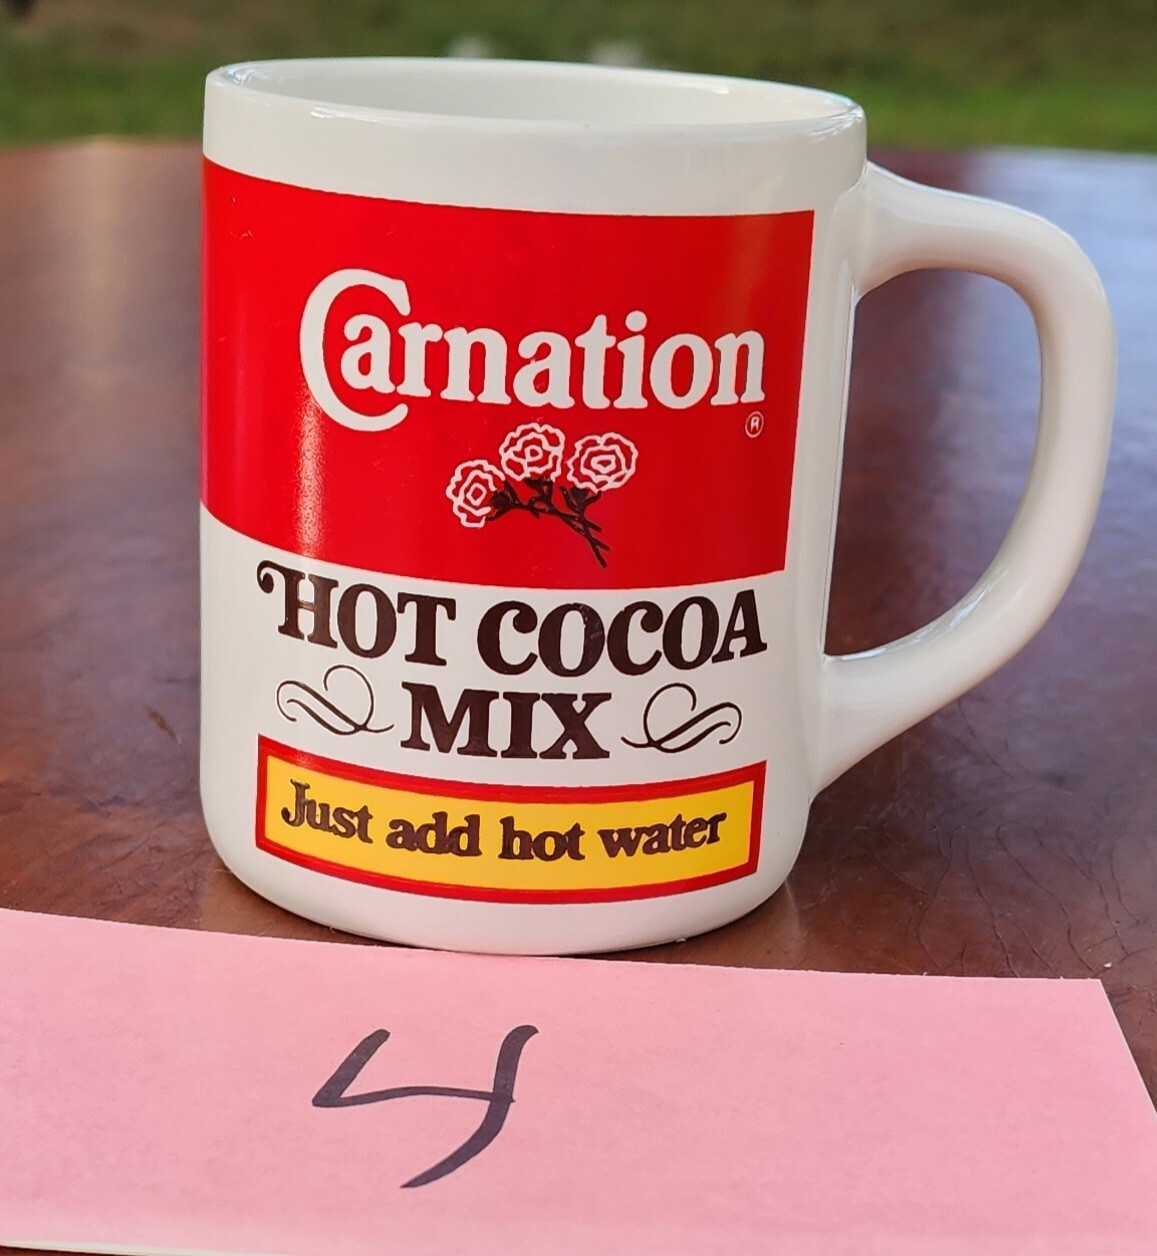 Carnation
®
HOT COCOA
MIX
Just add hot water
4